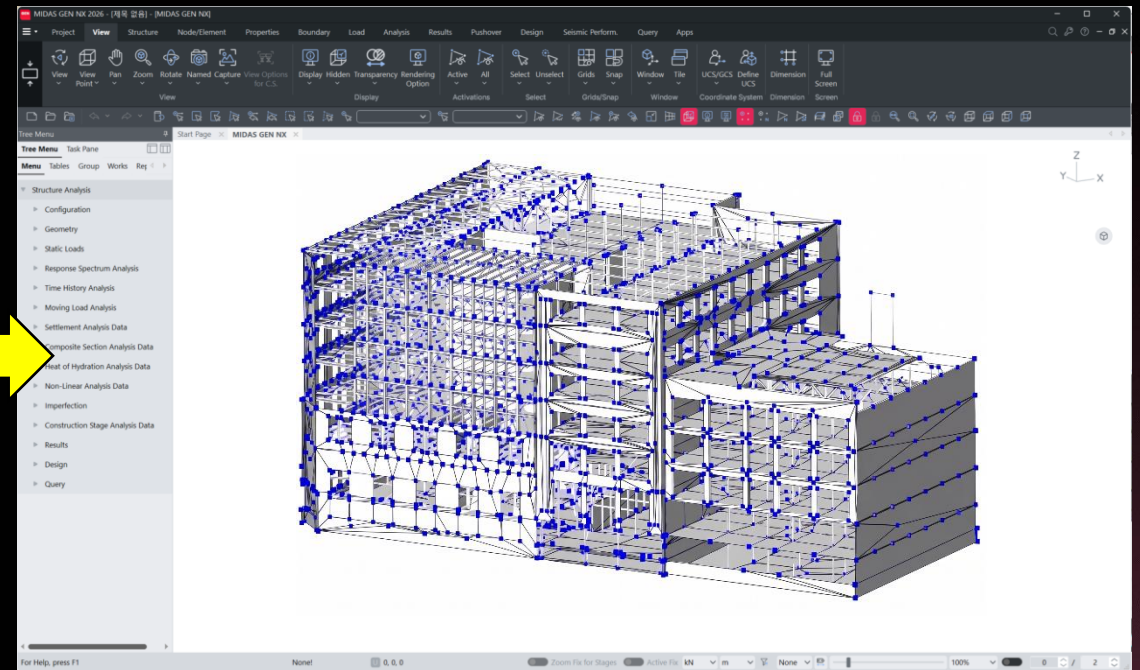 MIDAS GEN NX 2026 - [제목 없음] - [MIDAS GEN NX]
Project View Structure Node/Element Properties Boundary Load Analysis Results Pushover Design Seismic Perform. Query Apps
View View Point Pan Zoom Rotate Named Capture View Options for C.S. Display Hidden Transparency Rendering Option Active All Select Unselect Grids Snap Window Tile UCS/GCS Define UCS Dimension Full Screen
View Display Activations Select Grids/Snap Window Coordinate System Dimension Screen
Tree Menu Start Page MIDAS GEN NX
Tree Menu Task Pane
Menu Tables Group Works
Structure Analysis
Configuration
Geometry
Static Loads
Response Spectrum Analysis
Time History Analysis
Moving Load Analysis
Settlement Analysis Data
Composite Section Analysis Data
Heat of Hydration Analysis Data
Non-Linear Analysis Data
Imperfection
Construction Stage Analysis Data
Results
Design
Query
Z
Y X
For Help, press F1 None! 0, 0, 0 Zoom Fix for Stages Active Fix kN m None 100% 0 / 2